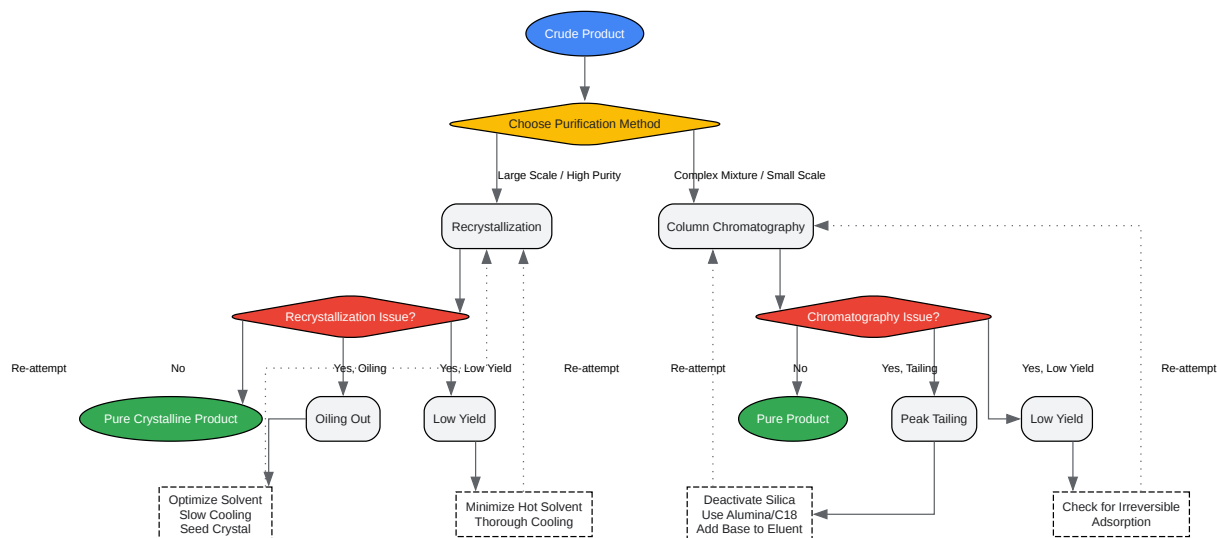 Crude Product
Choose Purification Method
Large Scale / High Purity
Complex Mixture / Small Scale
Recrystallization
Column Chromatography
Recrystallization Issue?
Chromatography Issue?
Re-attempt
No
Yes, Oiling
Yes, Low Yield
Re-attempt
Re-attempt
No
Yes, Tailing
Yes, Low Yield
Re-attempt
Pure Crystalline Product
Oiling Out
Low Yield
Pure Product
Peak Tailing
Low Yield
Optimize Solvent
Slow Cooling
Seed Crystal
Minimize Hot Solvent
Thorough Cooling
Deactivate Silica
Use Alumina/C18
Add Base to Eluent
Check for Irreversible
Adsorption